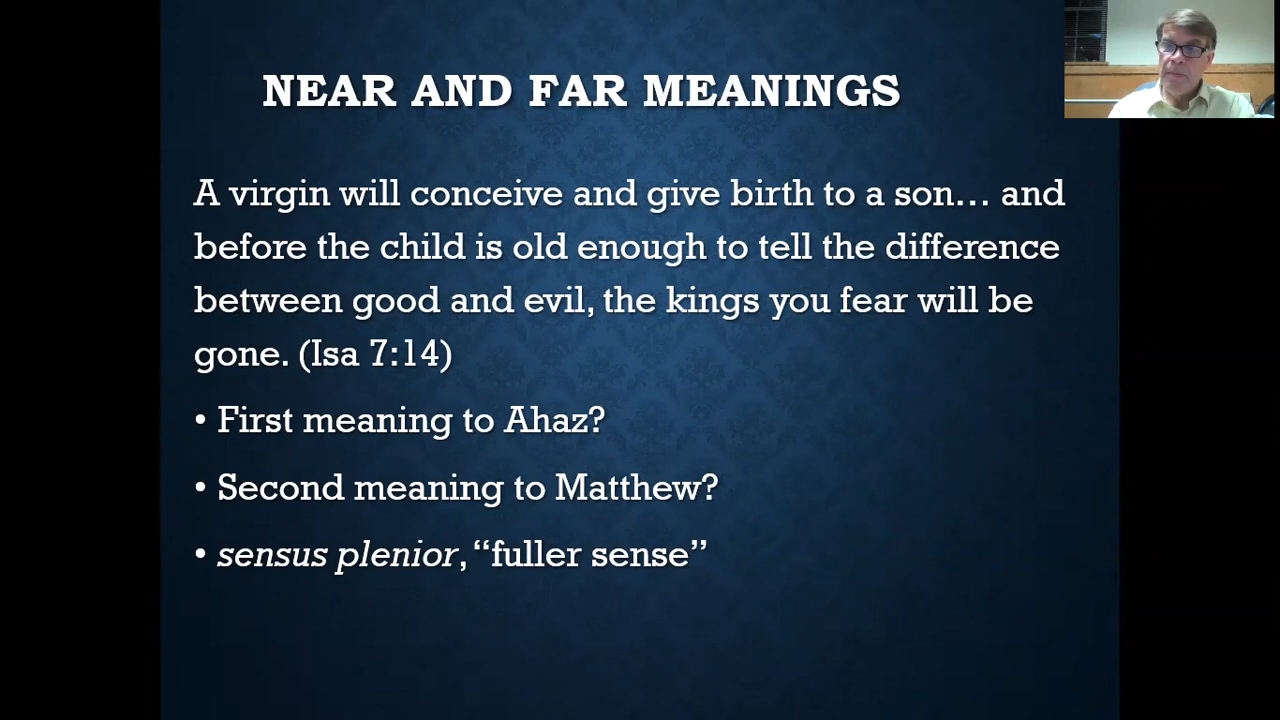 NEAR AND FAR MEANINGS
A virgin will conceive and give birth to a son... and
before the child is old enough to tell the difference
between good and evil, the kings you fear will be
gone. (Isa 7:14)
• First meaning to Ahaz?
• Second meaning to Matthew?
• sensus plenior, “fuller sense”